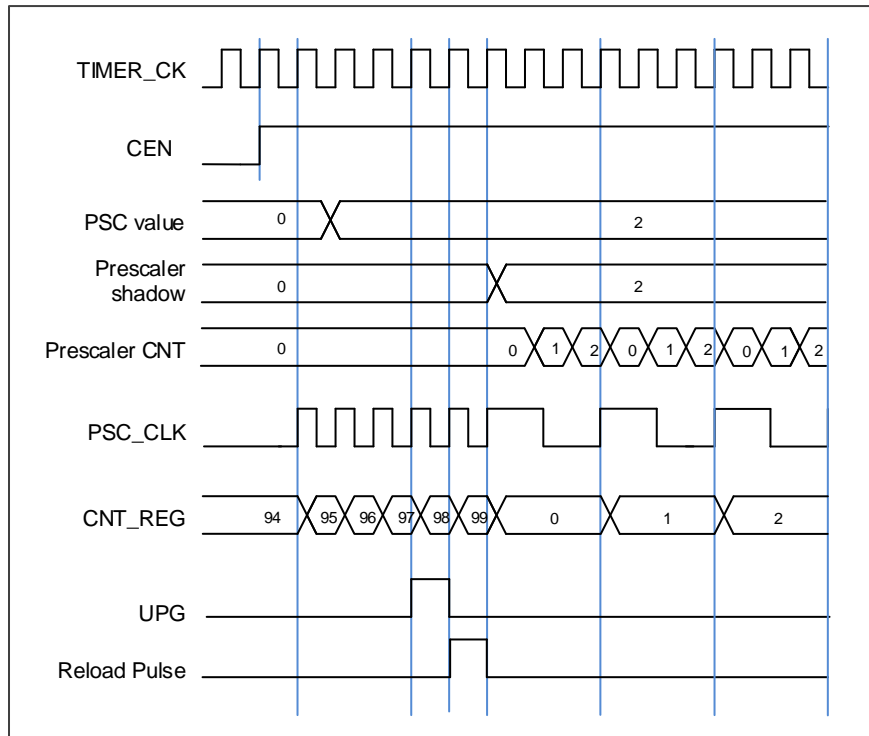 TIMER_CK
CEN
PSC value 0 2
Prescaler
shadow 0 2
Prescaler CNT 0 0 1 2 0 1 2 0 1 2
PSC_CLK
CNT_REG 94 95 96 97 98 99 0 1 2
UPG
Reload Pulse